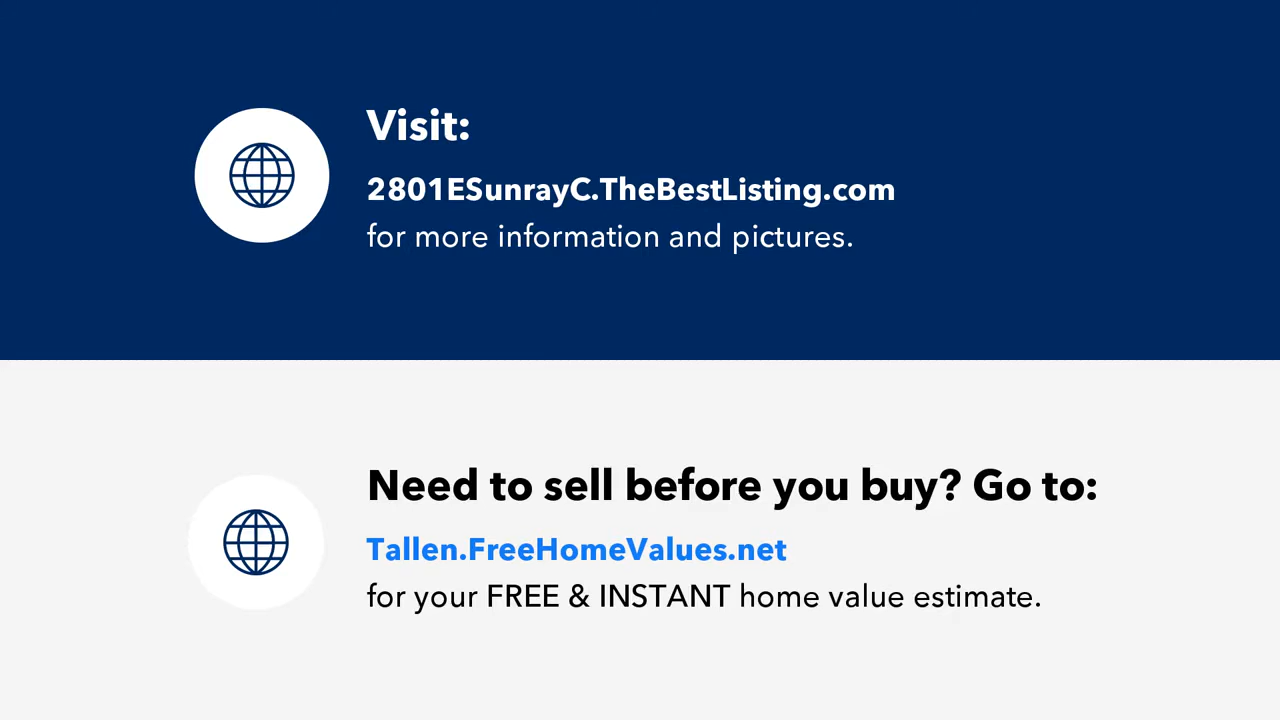 Visit:
2801ESunrayC.TheBestListing.com
for more information and pictures.
Need to sell before you buy? Go to:
Tallen.FreeHomeValues.net
for your FREE & INSTANT home value estimate.